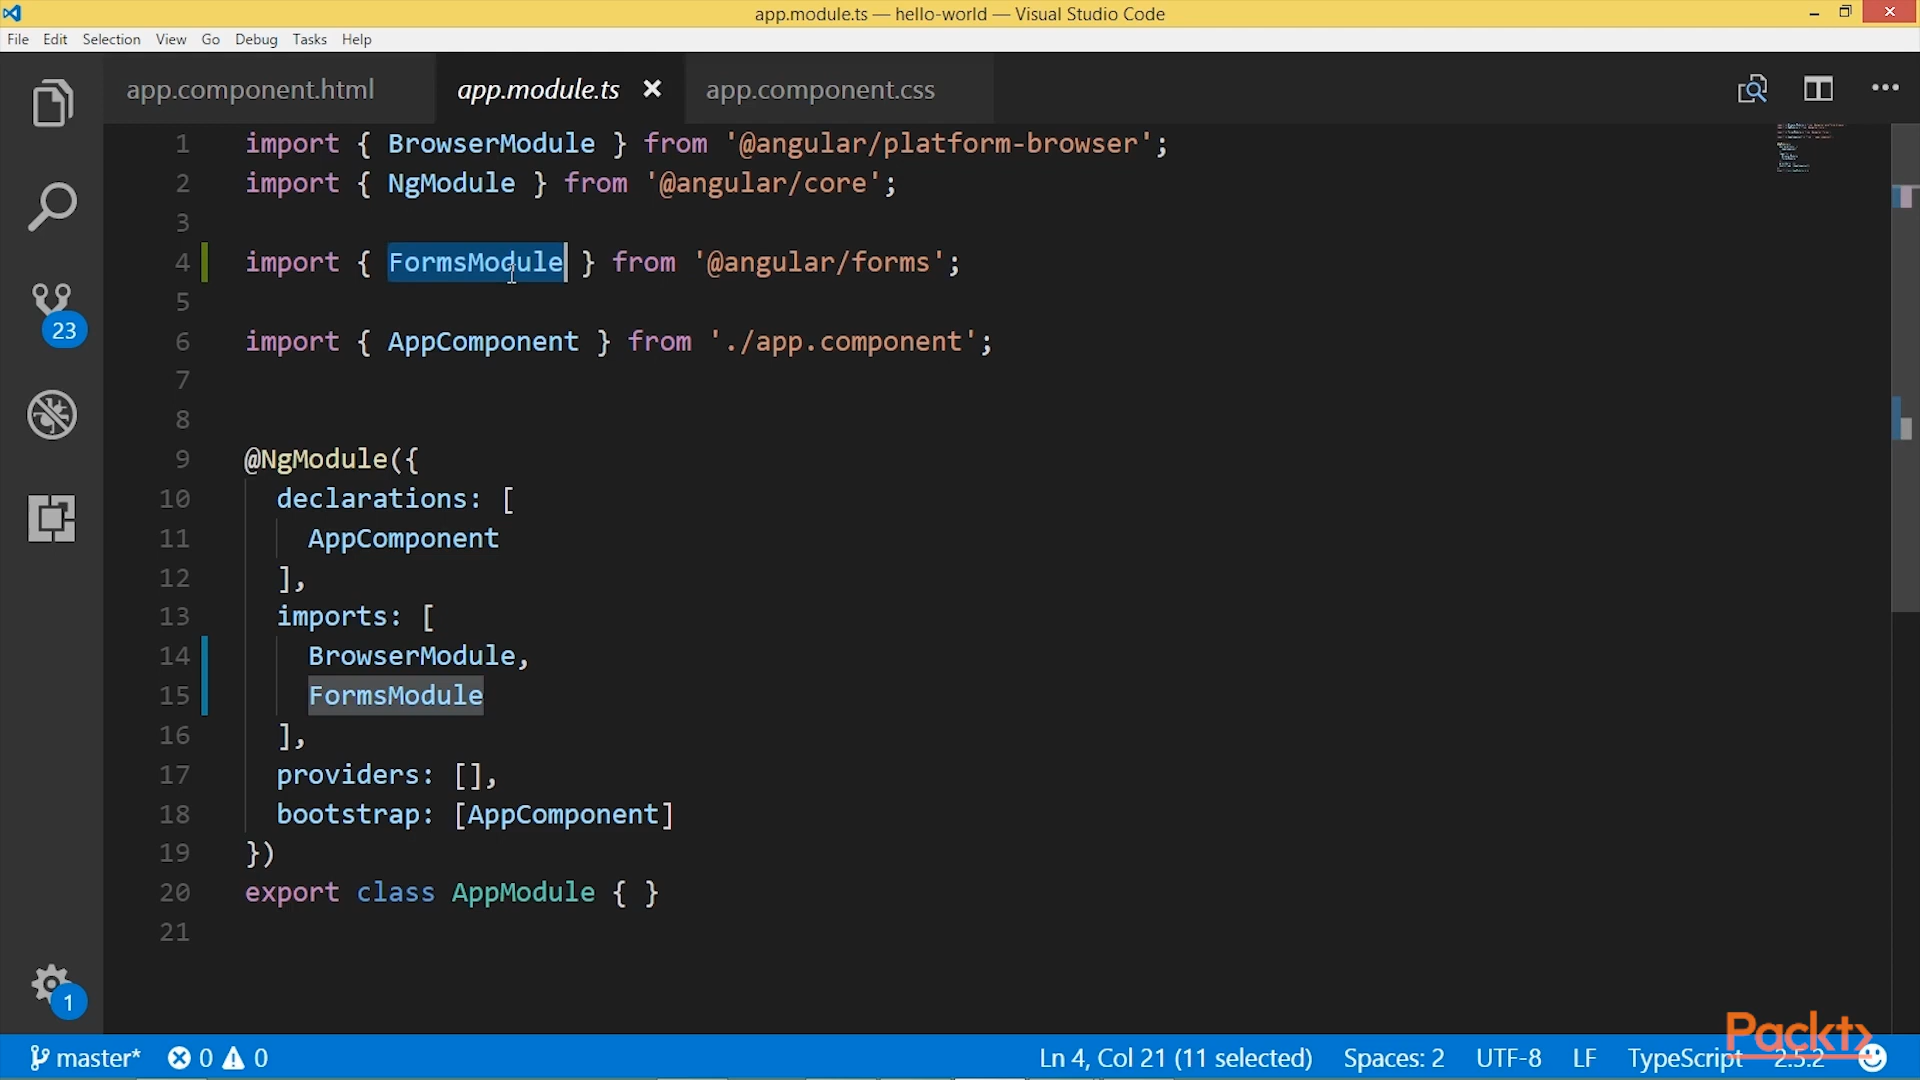 app.module.ts — hello-world — Visual Studio Code
File Edit Selection View Go Debug Tasks Help
app.component.html app.module.ts app.component.css
1 import { BrowserModule } from '@angular/platform-browser';
2 import { NgModule } from '@angular/core';
3
4 import { FormsModule } from '@angular/forms';
5
6 import { AppComponent } from './app.component';
7
8
9 @NgModule({
10 declarations: [
11 AppComponent
12 ],
13 imports: [
14 BrowserModule,
15 FormsModule
16 ],
17 providers: [],
18 bootstrap: [AppComponent]
19 })
20 export class AppModule { }
21
23
1
Packt>
master* 0 0 Ln 4, Col 21 (11 selected) Spaces: 2 UTF-8 LF TypeScript 2.5.2